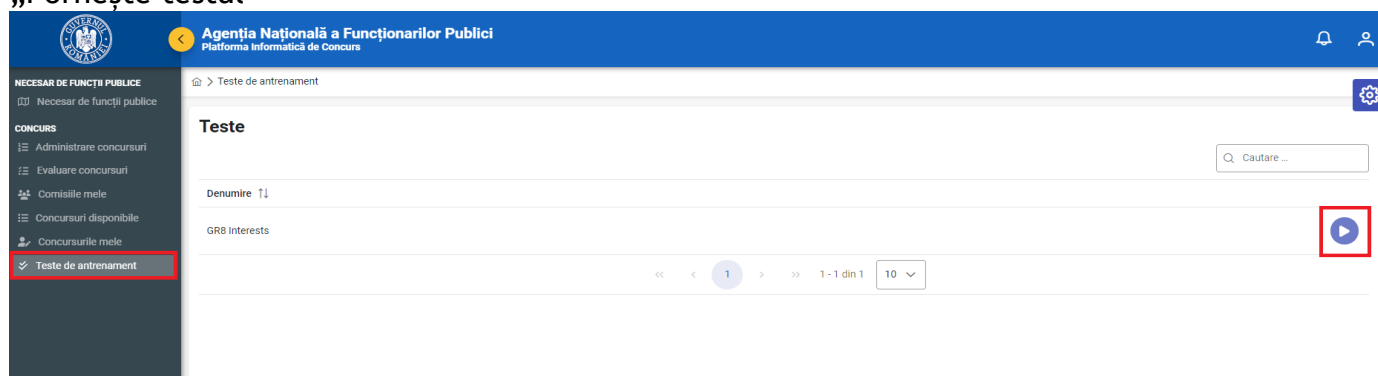 „Pornește testul”
GUVERNUL ROMÂNIEI
Agenția Națională a Funcționarilor Publici
Platforma Informatică de Concurs
NECESAR DE FUNCȚII PUBLICE
Necesar de funcții publice
CONCURS
Administrare concursuri
Evaluare concursuri
Comisiile mele
Concursuri disponibile
Concursurile mele
Teste de antrenament
> Teste de antrenament
Teste
Cautare ...
Denumire ↑↓
GR8 Interests
<< < 1 > >> 1 - 1 din 1 10